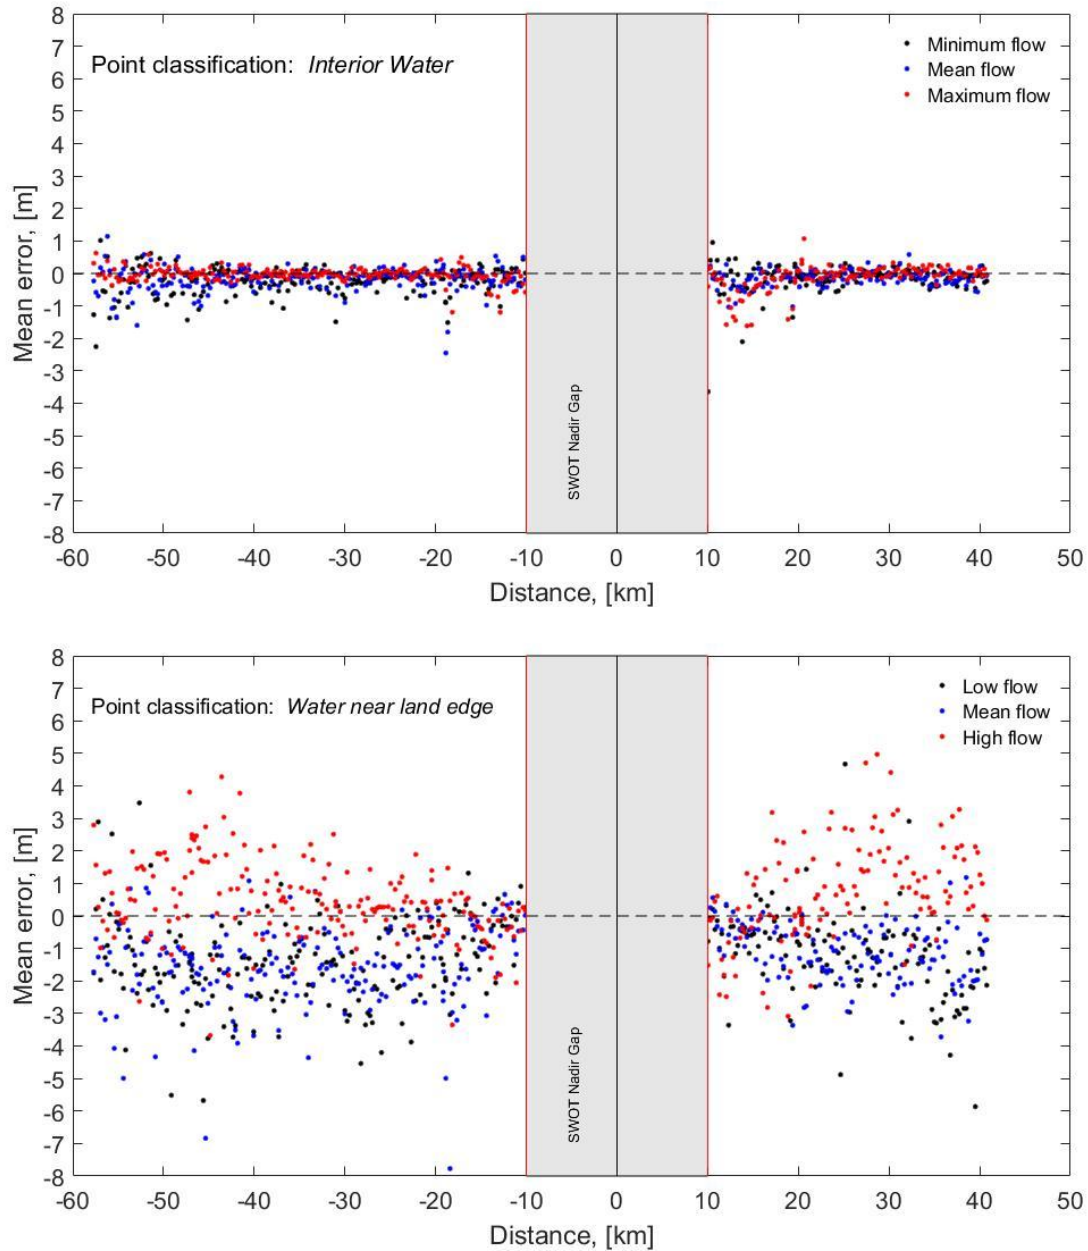 8
7
6
5
4
3
2
1
0
-1
-2
-3
-4
-5
-6
-7
-8
Mean error, [m]
Point classification: Interior Water
Minimum flow
Mean flow
Maximum flow
SWOT Nadir Gap
-60 -50 -40 -30 -20 -10 0 10 20 30 40 50
Distance, [km]
8
7
6
5
4
3
2
1
0
-1
-2
-3
-4
-5
-6
-7
-8
Mean error, [m]
Point classification: Water near land edge
Low flow
Mean flow
High flow
SWOT Nadir Gap
-60 -50 -40 -30 -20 -10 0 10 20 30 40 50
Distance, [km]